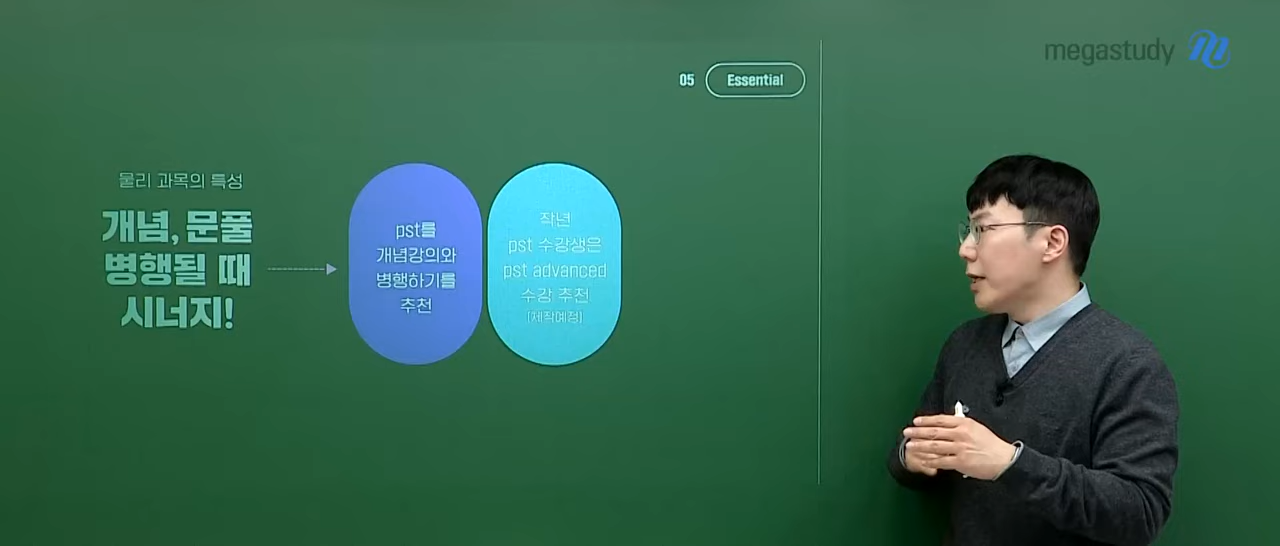 megastudy
05 Essential
물리 과목의 특성
개념, 문풀
병행될 때
시너지!
pst를
개념강의와
병행하기를
추천
작년
pst 수강생은
pst advanced
수강 추천
(제작예정)